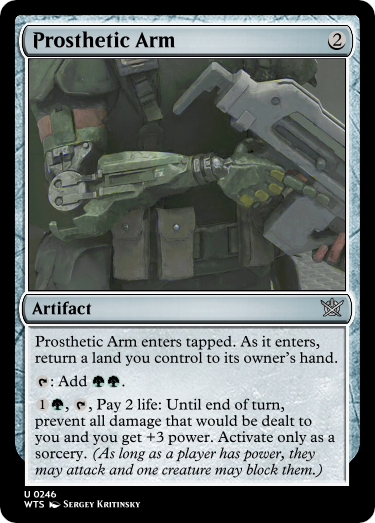 Prosthetic Arm 2
Artifact
Prosthetic Arm enters tapped. As it enters,
return a land you control to its owner's hand.
: Add .
1 , , Pay 2 life: Until end of turn,
prevent all damage that would be dealt to
you and you get +3 power. Activate only as a
sorcery. (As long as a player has power, they
may attack and one creature may block them.)
U 0246
WTS Sergey Kritinsky